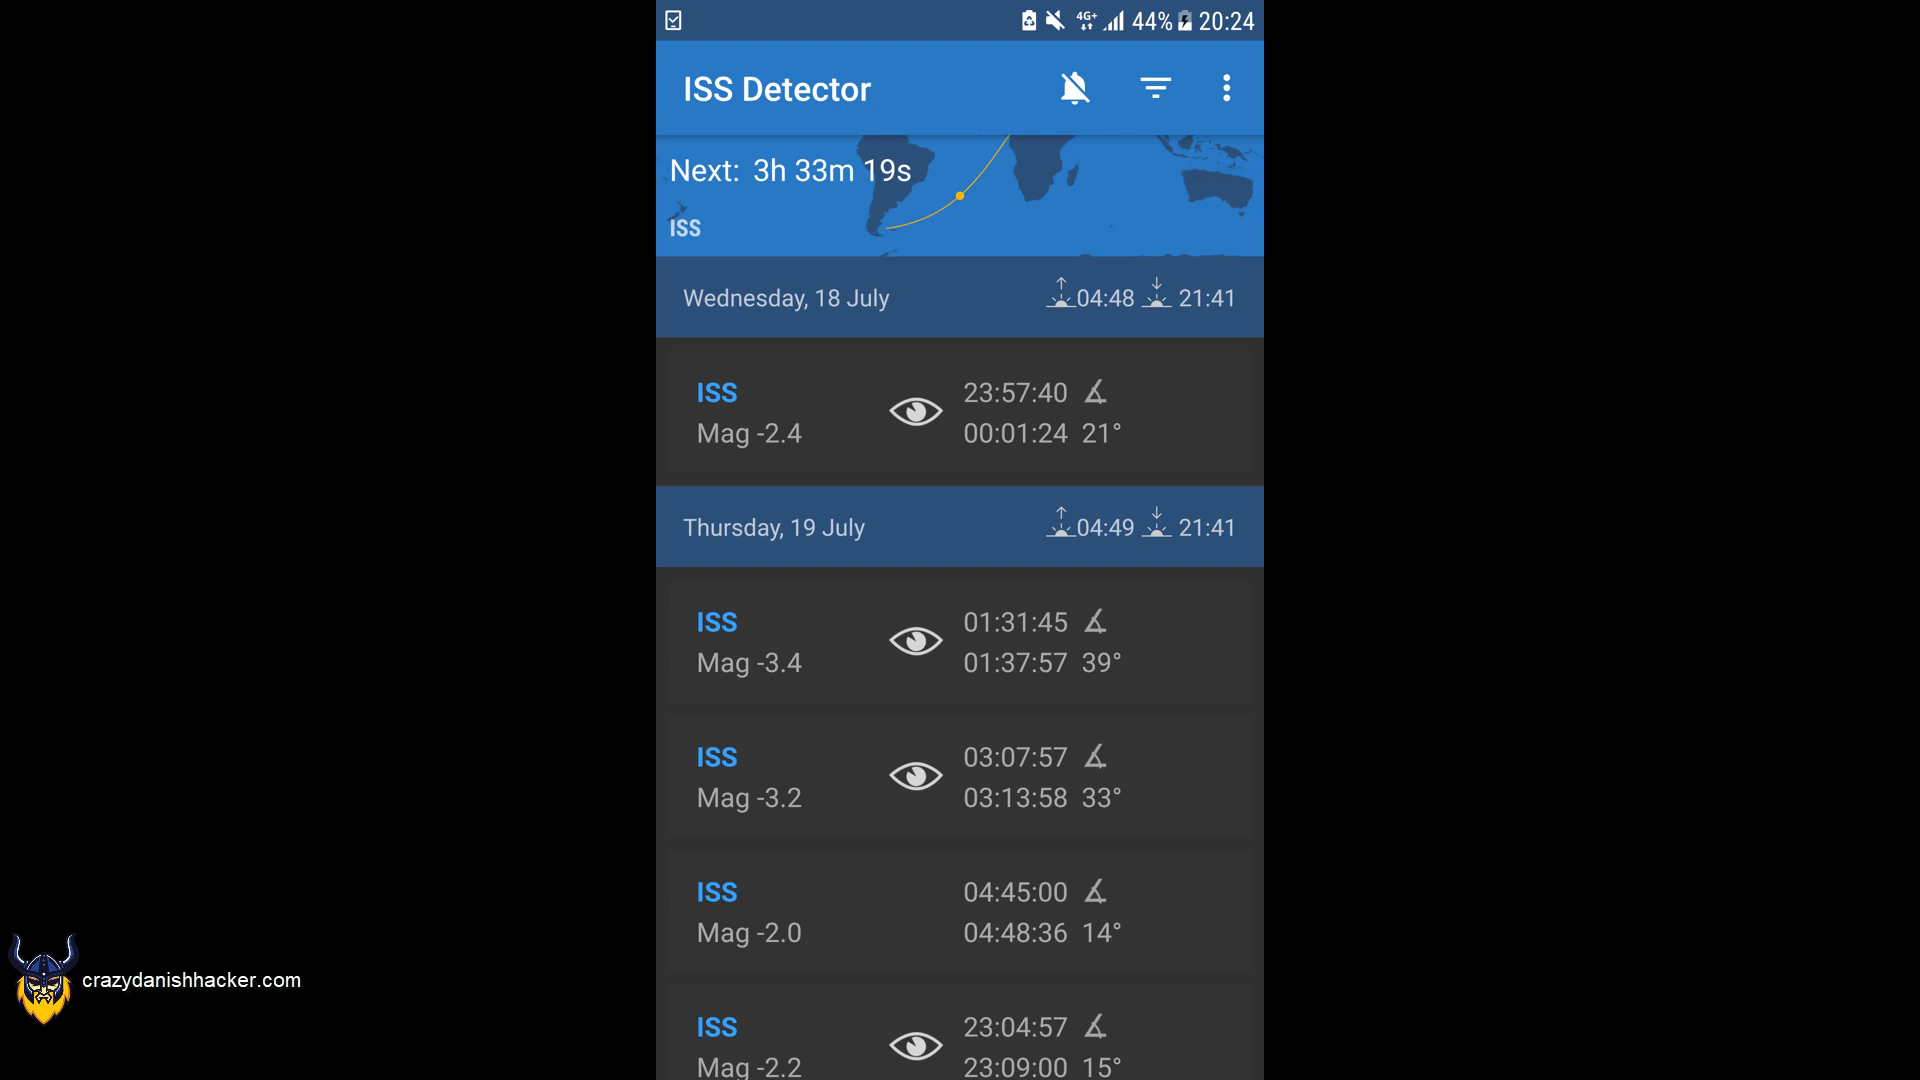 4G+ 44% 20:24
ISS Detector
Next: 3h 33m 19s
ISS
Wednesday, 18 July 04:48 21:41
ISS 23:57:40
Mag -2.4 00:01:24 21°
Thursday, 19 July 04:49 21:41
ISS 01:31:45
Mag -3.4 01:37:57 39°
ISS 03:07:57
Mag -3.2 03:13:58 33°
ISS 04:45:00
Mag -2.0 04:48:36 14°
ISS 23:04:57
Mag -2.2 23:09:00 15°
crazydanishhacker.com